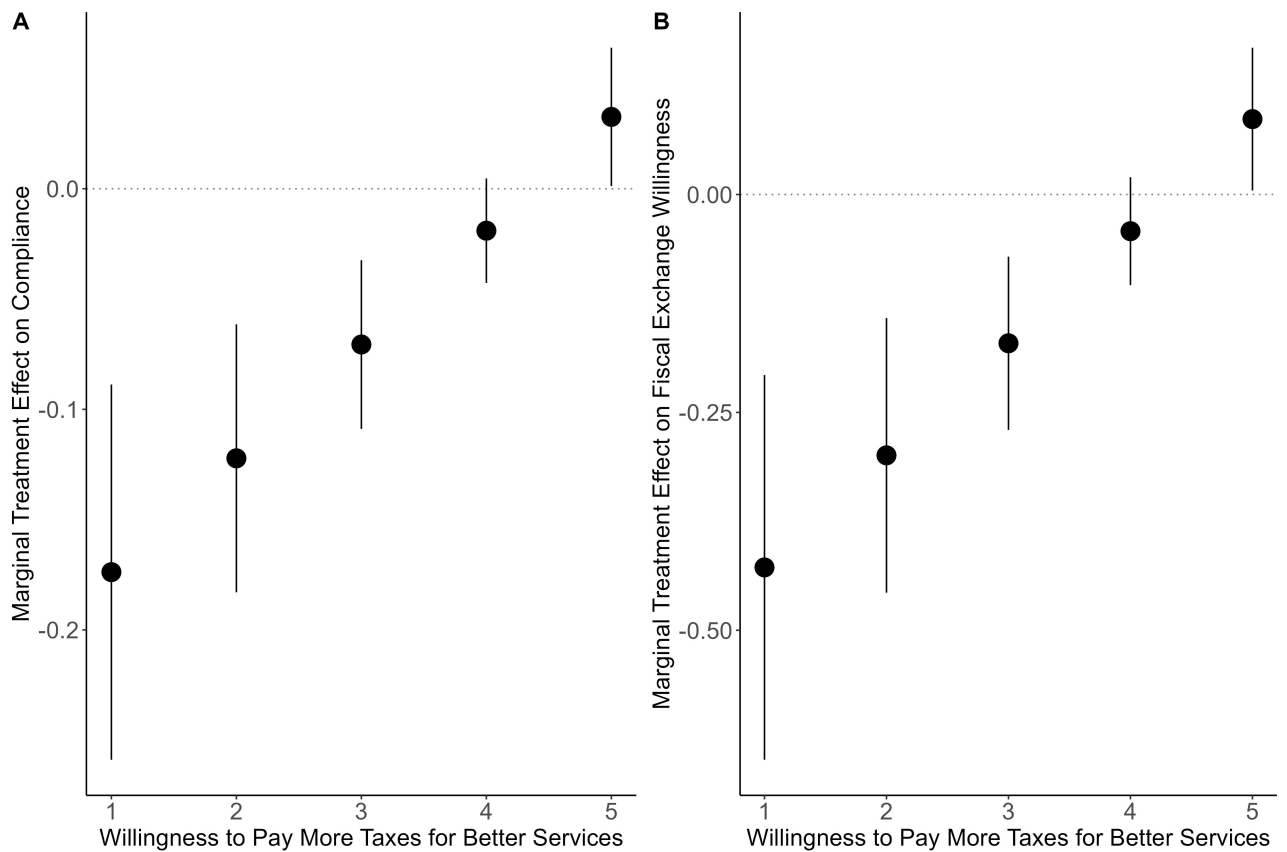 A
Marginal Treatment Effect on Compliance
0.0
-0.1
-0.2
1 2 3 4 5
Willingness to Pay More Taxes for Better Services
B
Marginal Treatment Effect on Fiscal Exchange Willingness
0.00
-0.25
-0.50
1 2 3 4 5
Willingness to Pay More Taxes for Better Services